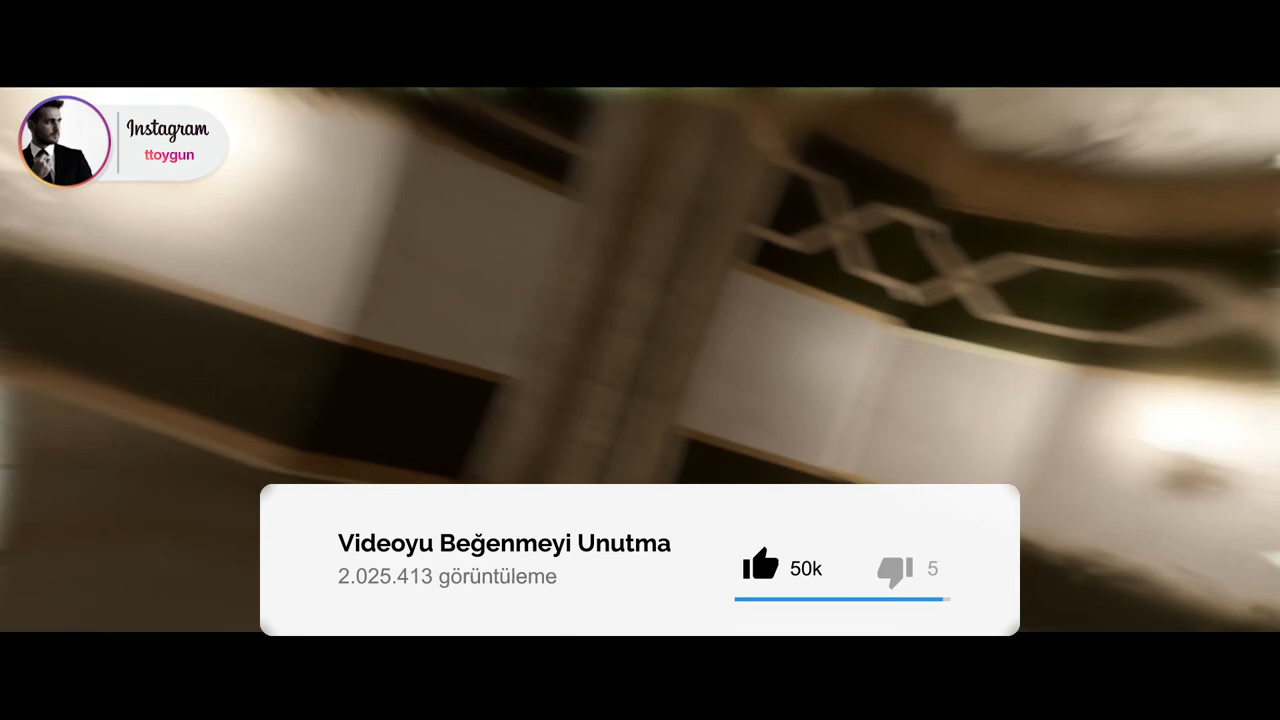 Instagram
ttoygun
Videoyu Beğenmeyi Unutma
2.025.413 görüntüleme
50k
5